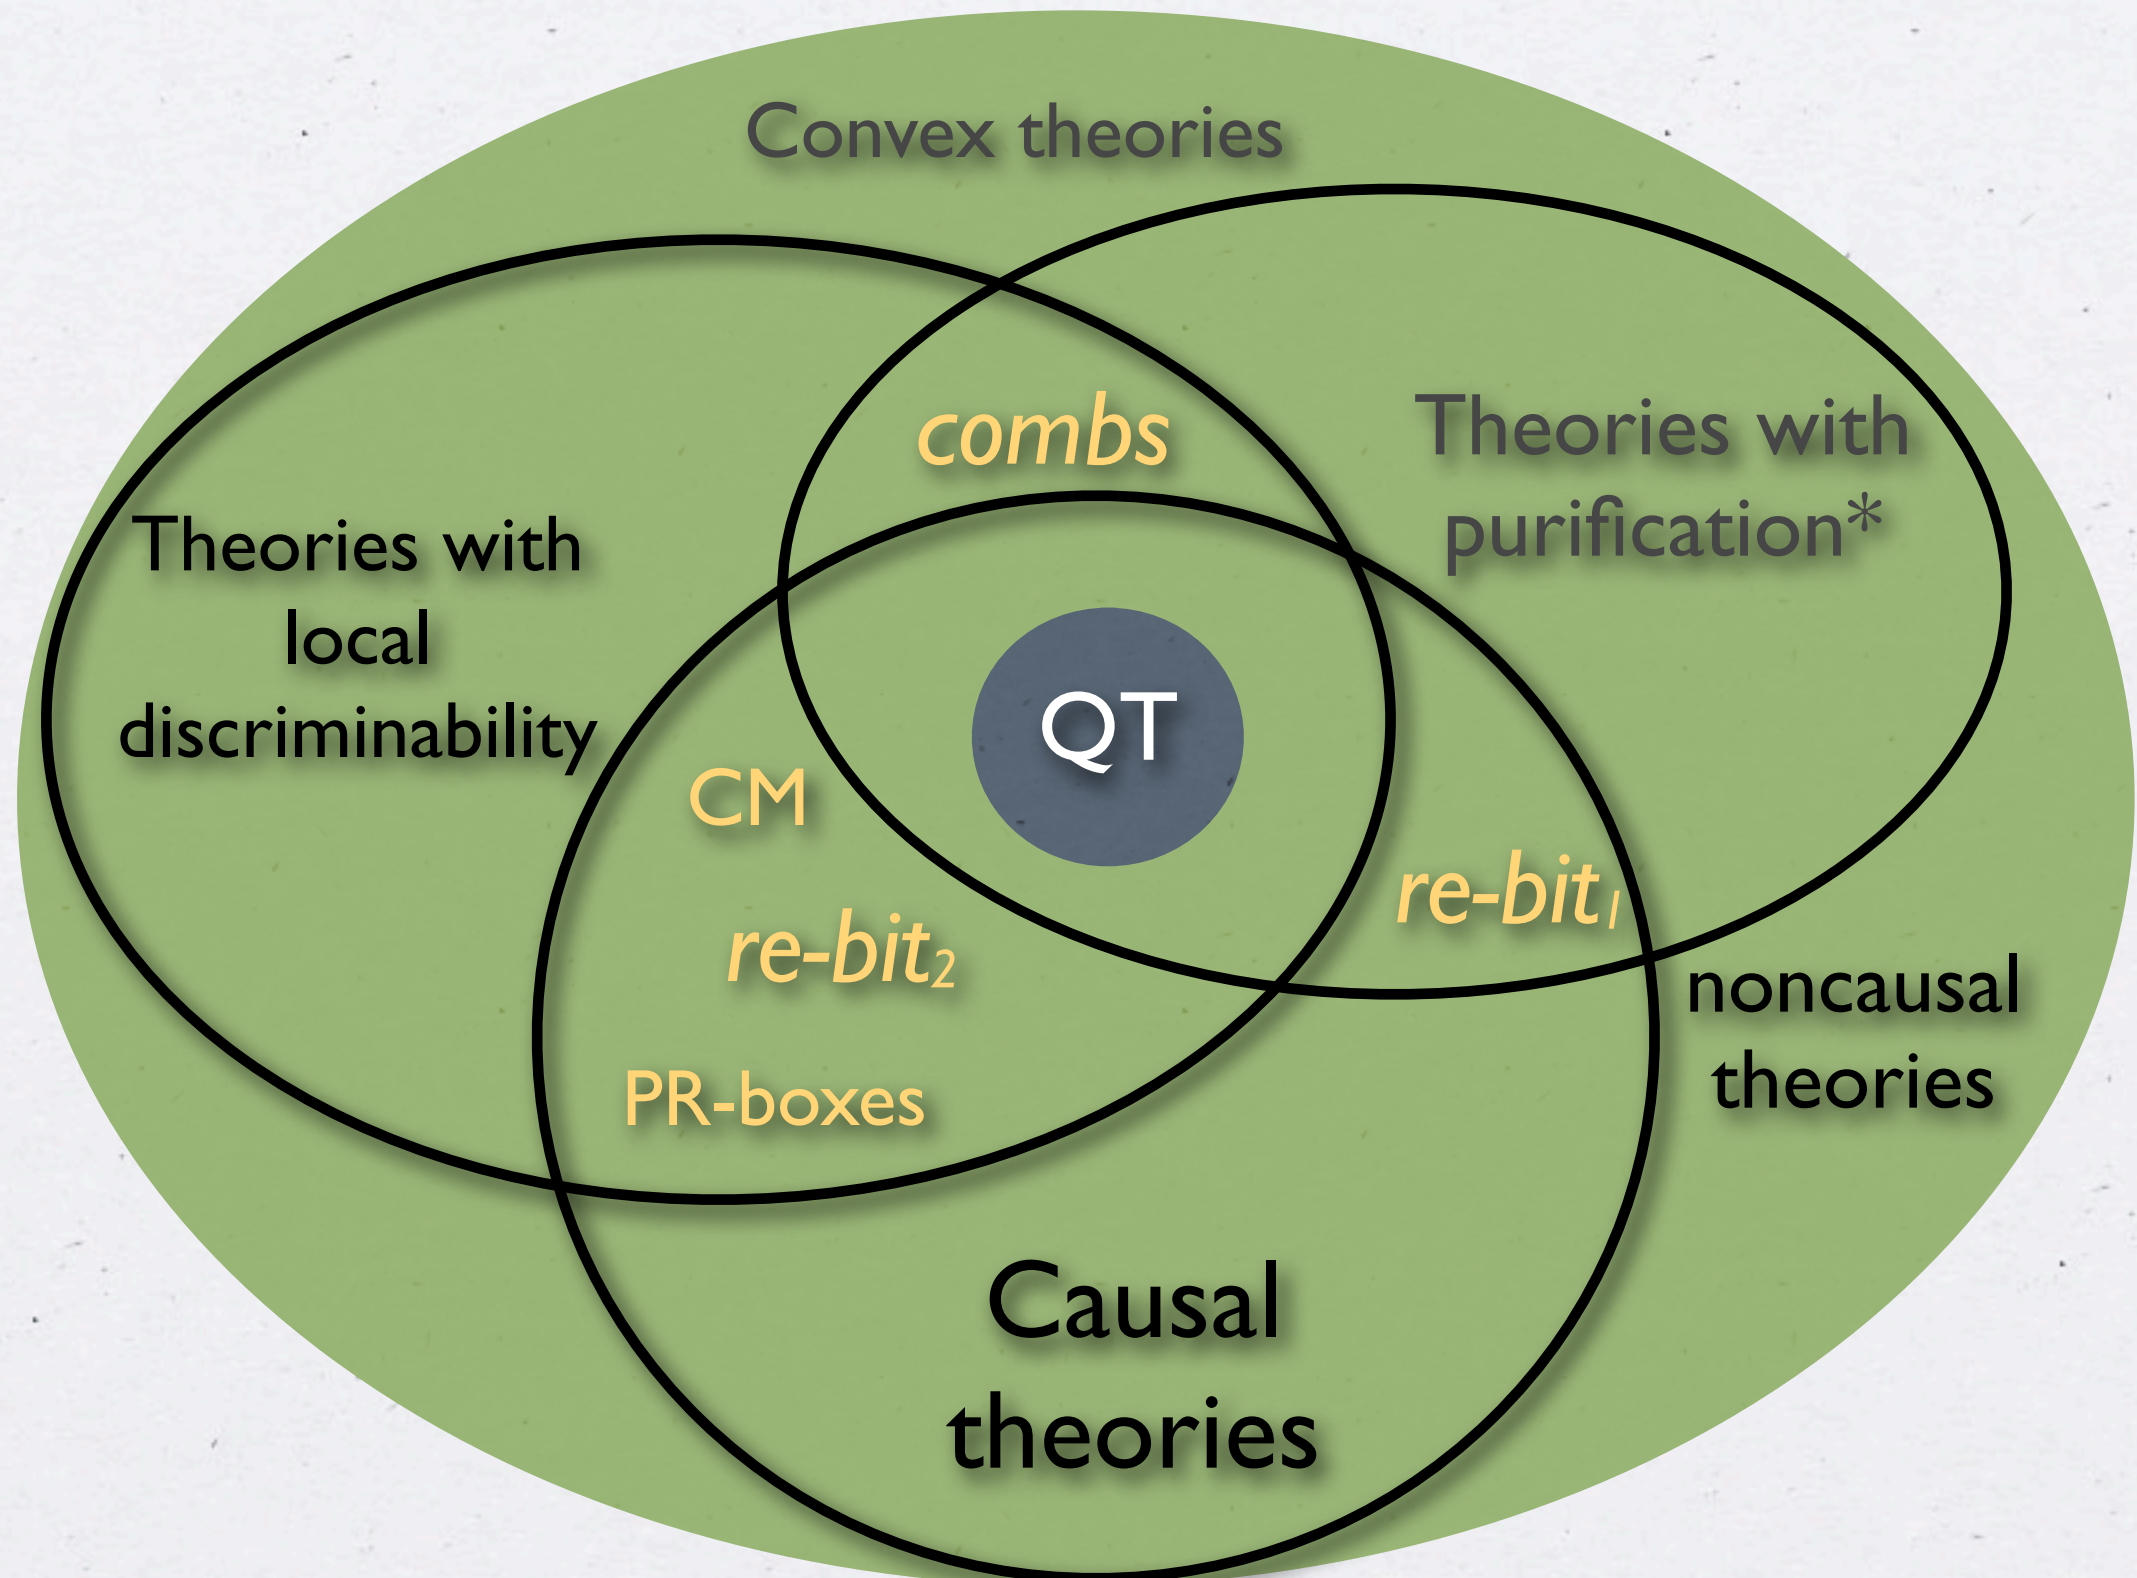 Convex theories
combs
Theories with
purification*
Theories with
local
discriminability
QT
CM
re-bit₁
re-bit₂
noncausal
theories
PR-boxes
Causal
theories